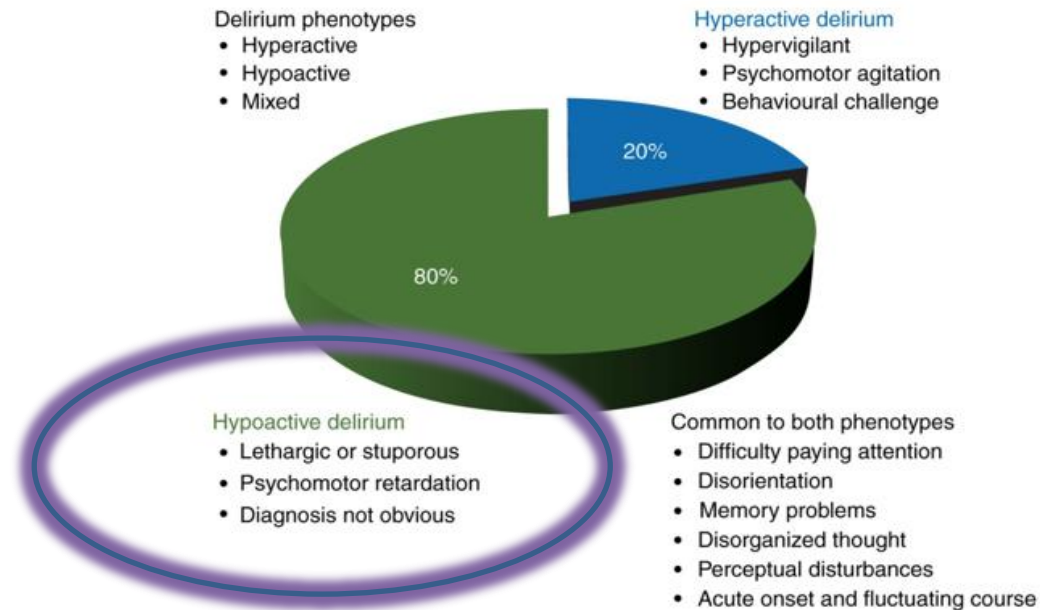 Delirium phenotypes
• Hyperactive
• Hypoactive
• Mixed
Hyperactive delirium
• Hypervigilant
• Psychomotor agitation
• Behavioural challenge
20%
80%
Hypoactive delirium
• Lethargic or stuporous
• Psychomotor retardation
• Diagnosis not obvious
Common to both phenotypes
• Difficulty paying attention
• Disorientation
• Memory problems
• Disorganized thought
• Perceptual disturbances
• Acute onset and fluctuating course